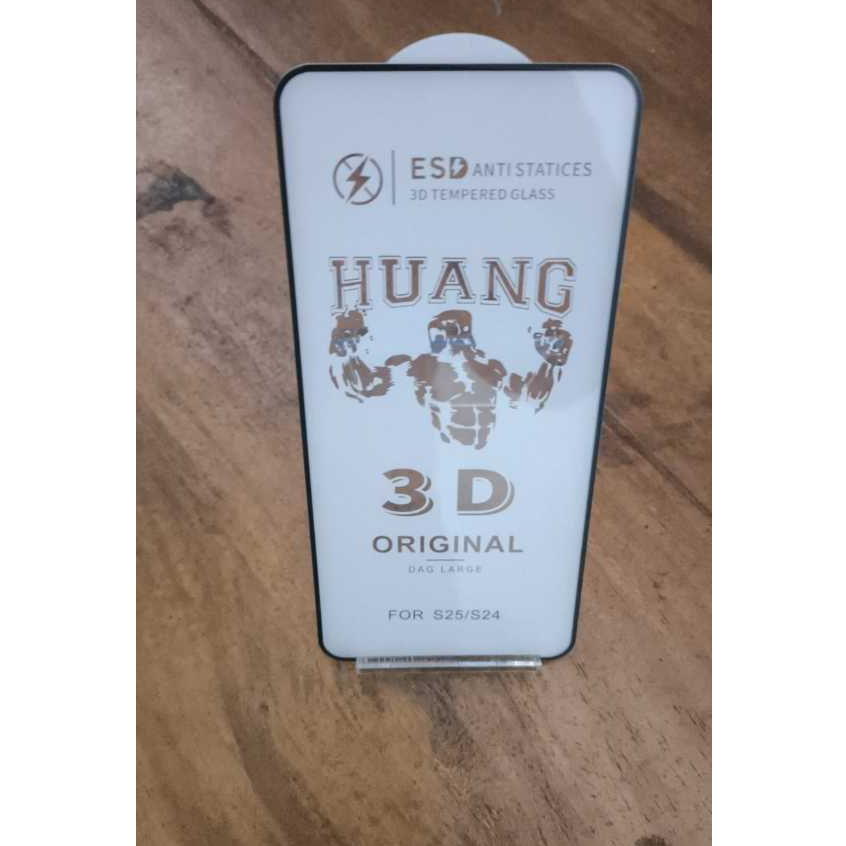 ESD ANTI STATICES
3D TEMPERED GLASS
HUANG
3D
ORIGINAL
DAG LARGE
FOR S25/S24